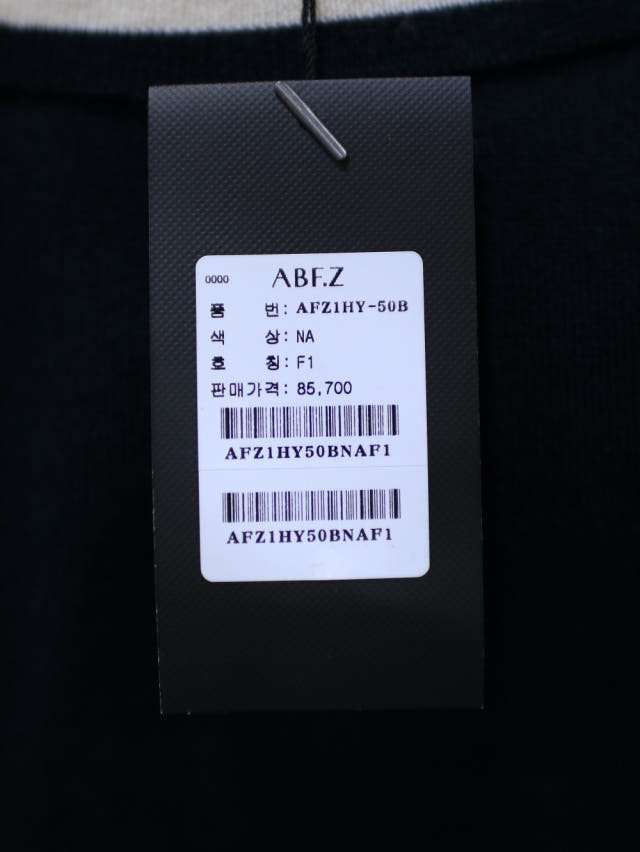 0000 ABF.Z
품 번: AFZ1HY-50B
색 상: NA
호 칭: F1
판매가격: 85,700
AFZ1HY50BNAF1
AFZ1HY50BNAF1